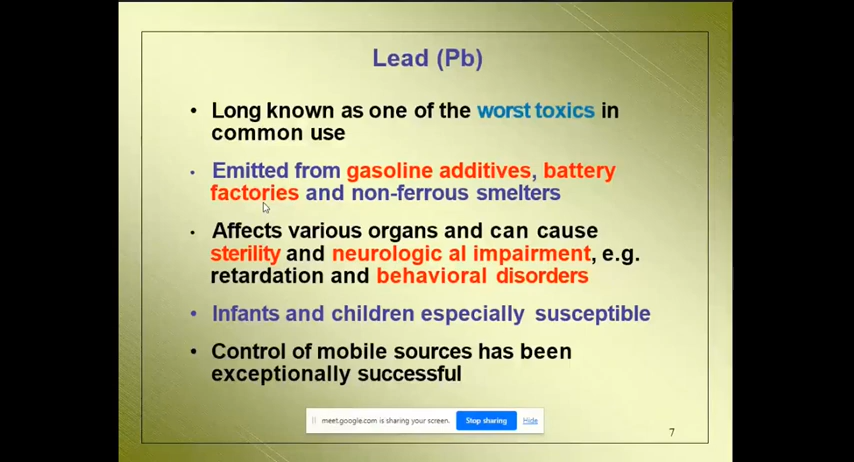 Lead (Pb)
• Long known as one of the worst toxics in
common use
• Emitted from gasoline additives, battery
factories and non-ferrous smelters
• Affects various organs and can cause
sterility and neurologic al impairment, e.g.
retardation and behavioral disorders
• Infants and children especially susceptible
• Control of mobile sources has been
exceptionally successful
meet.google.com is sharing your screen. Stop sharing Hide
7